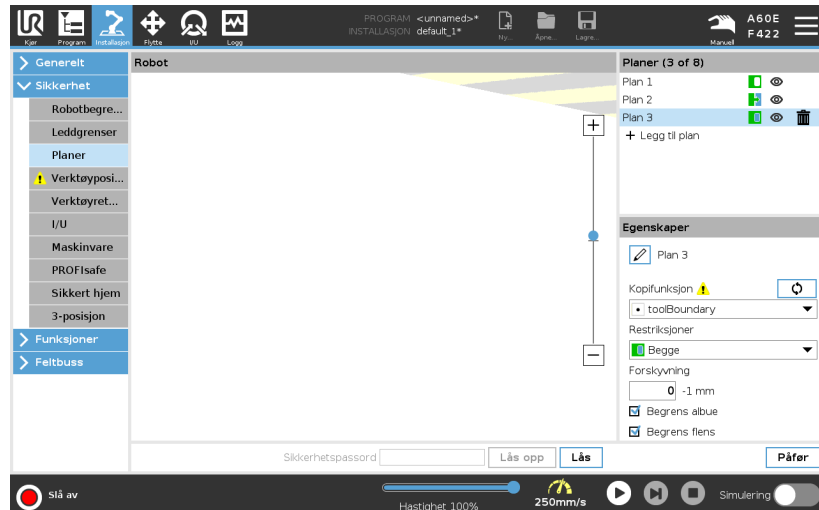 PROGRAM <unnamed>*
INSTALLASJON default_1*
A60E
F422
Kjør Program Installasjon Flytte I/U Logg Ny... Åpne... Lagre... Manuell
Generelt
Sikkerhet
Robotbegre...
Leddgrenser
Planer
Verktøyposi...
Verktøyret...
I/U
Maskinvare
PROFIsafe
Sikkert hjem
3-posisjon
Funksjoner
Feltbuss
Robot
Planer (3 of 8)
Plan 1
Plan 2
Plan 3
+ Legg til plan
Egenskaper
Plan 3
Kopifunksjon
toolBoundary
Restriksjoner
Begge
Forskyvning
0 -1 mm
Begrens albue
Begrens flens
Sikkerhetspassord Lås opp Lås Påfør
Slå av
Hastighet 100%
250mm/s
Simulering